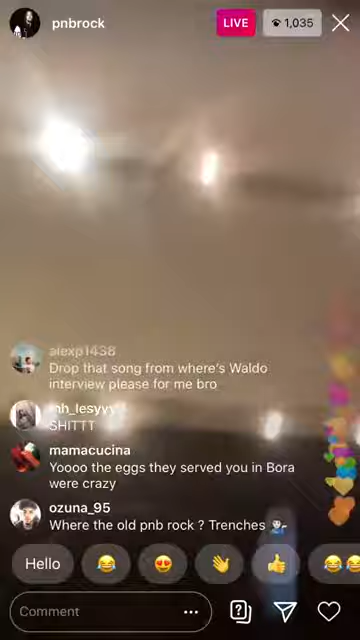 pnbrock
LIVE
1,035
alexp1438
Drop that song from where's Waldo
interview please for me bro
nh_lesyyy
SHITTT
mamacucina
Yoooo the eggs they served you in Bora
were crazy
ozuna_95
Where the old pnb rock ? Trenches
Hello
Comment